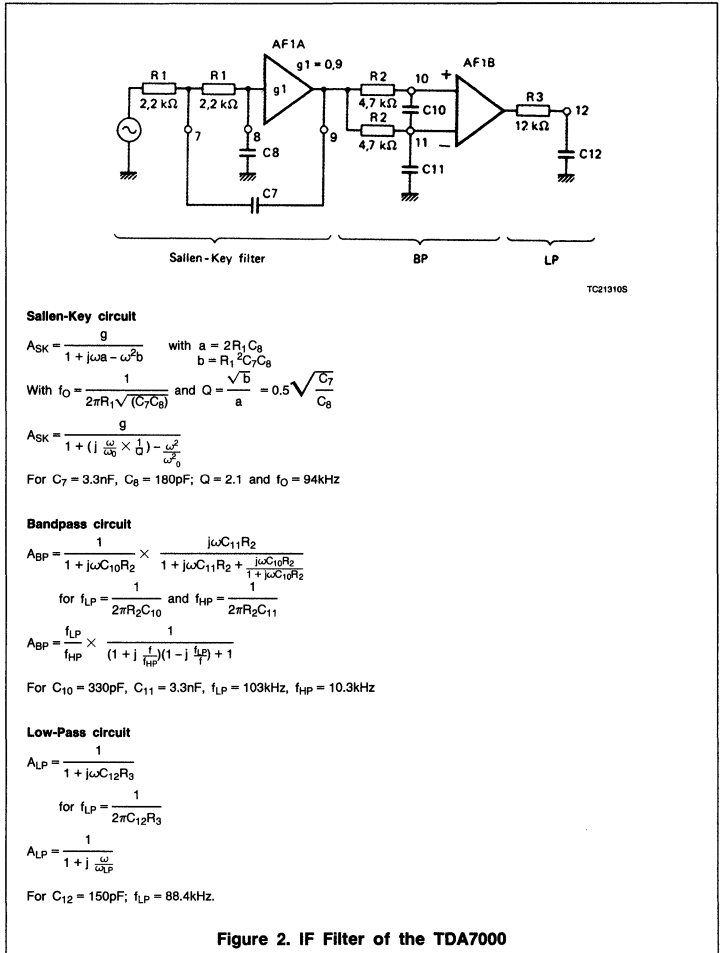 AF1A
g1 = 0,9
AF1B
R1
R1
g1
R2
10
+
R3
12
2,2 kΩ
2,2 kΩ
4,7 kΩ
C10
12 kΩ
R2
7
8
9
4,7 kΩ
11
−
C8
C11
C12
C7
Sallen-Key filter
BP
LP
TC21310S
Sallen-Key circuit
A_SK = g / (1 + jωa − ω²b) with a = 2R₁C₈
b = R₁²C₇C₈
With f_O = 1 / (2πR₁√(C₇C₈)) and Q = √b / a = 0.5 √(C₇ / C₈)
A_SK = g / (1 + (j ω/ω₀ × 1/Q) − ω²/ω²₀)
For C₇ = 3.3nF, C₈ = 180pF; Q = 2.1 and f_O = 94kHz
Bandpass circuit
A_BP = 1 / (1 + jωC₁₀R₂) × jωC₁₁R₂ / (1 + jωC₁₁R₂ + jωC₁₀R₂ / (1 + jωC₁₀R₂))
for f_LP = 1 / (2πR₂C₁₀) and f_HP = 1 / (2πR₂C₁₁)
A_BP = f_LP / f_HP × 1 / ((1 + j f/f_HP)(1 − j f_LP/f) + 1)
For C₁₀ = 330pF, C₁₁ = 3.3nF, f_LP = 103kHz, f_HP = 10.3kHz
Low-Pass circuit
A_LP = 1 / (1 + jωC₁₂R₃)
for f_LP = 1 / (2πC₁₂R₃)
A_LP = 1 / (1 + j ω/ω_LP)
For C₁₂ = 150pF; f_LP = 88.4kHz.
Figure 2. IF Filter of the TDA7000